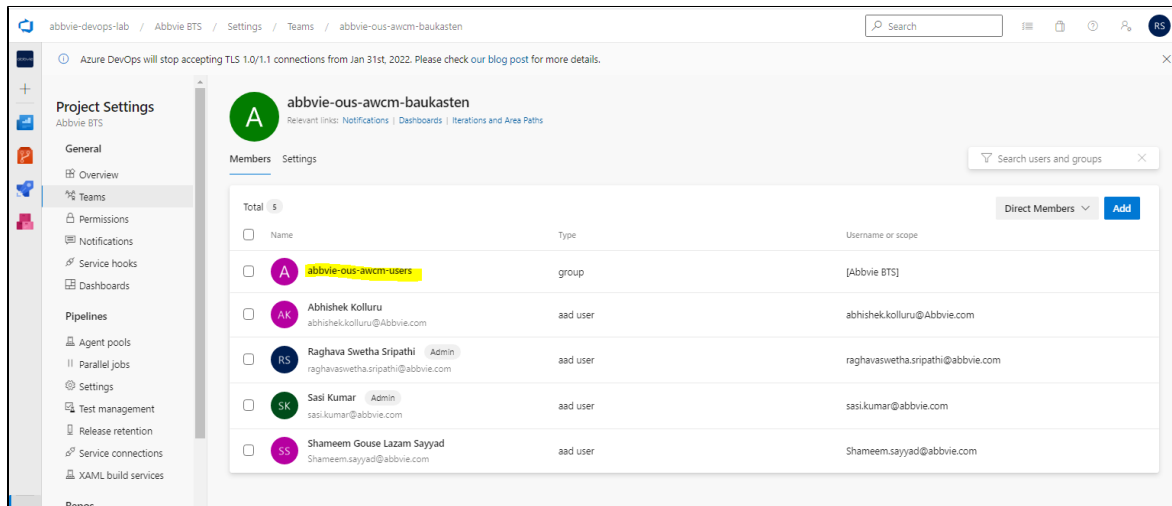 abbvie-devops-lab / Abbvie BTS / Settings / Teams / abbvie-ous-awcm-baukasten
Search
RS
Azure DevOps will stop accepting TLS 1.0/1.1 connections from Jan 31st, 2022. Please check our blog post for more details.
Project Settings
Abbvie BTS
General
Overview
Teams
Permissions
Notifications
Service hooks
Dashboards
Pipelines
Agent pools
Parallel jobs
Settings
Test management
Release retention
Service connections
XAML build services
Repos
A
abbvie-ous-awcm-baukasten
Relevant links: Notifications | Dashboards | Iterations and Area Paths
Members Settings
Search users and groups
Total 5
Direct Members
Add
Name Type Username or scope
A abbvie-ous-awcm-users group [Abbvie BTS]
AK Abhishek Kolluru aad user abhishek.kolluru@Abbvie.com
abhishek.kolluru@Abbvie.com
RS Raghava Swetha Sripathi Admin aad user raghavaswetha.sripathi@abbvie.com
raghavaswetha.sripathi@abbvie.com
SK Sasi Kumar Admin aad user sasi.kumar@abbvie.com
sasi.kumar@abbvie.com
SS Shameem Gouse Lazam Sayyad aad user Shameem.sayyad@abbvie.com
Shameem.sayyad@abbvie.com